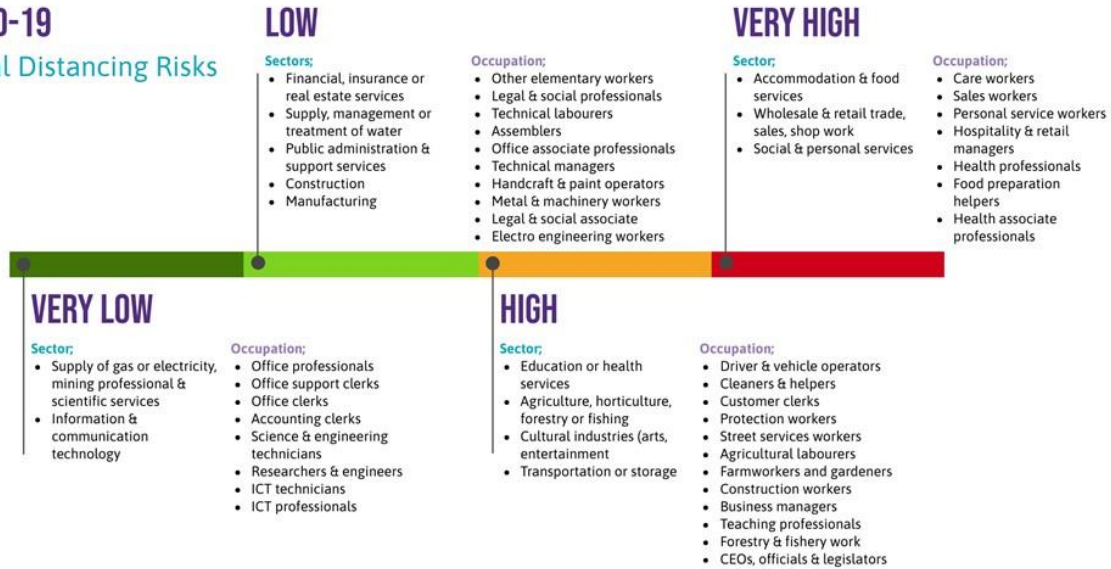 D-19
l Distancing Risks
LOW
Sectors;
Financial, insurance or
real estate services
Supply, management or
treatment of water
Public administration &
support services
Construction
Manufacturing
Occupation;
Other elementary workers
Legal & social professionals
Technical labourers
Assemblers
Office associate professionals
Technical managers
Handcraft & paint operators
Metal & machinery workers
Legal & social associate
Electro engineering workers
VERY HIGH
Sector;
Accommodation & food
services
Wholesale & retail trade,
sales, shop work
Social & personal services
Occupation;
Care workers
Sales workers
Personal service workers
Hospitality & retail
managers
Health professionals
Food preparation
helpers
Health associate
professionals
VERY LOW
Sector;
Supply of gas or electricity,
mining professional &
scientific services
Information &
communication
technology
Occupation;
Office professionals
Office support clerks
Office clerks
Accounting clerks
Science & engineering
technicians
Researchers & engineers
ICT technicians
ICT professionals
HIGH
Sector;
Education or health
services
Agriculture, horticulture,
forestry or fishing
Cultural industries (arts,
entertainment
Transportation or storage
Occupation;
Driver & vehicle operators
Cleaners & helpers
Customer clerks
Protection workers
Street services workers
Agricultural labourers
Farmworkers and gardeners
Construction workers
Business managers
Teaching professionals
Forestry & fishery work
CEOs, officials & legislators